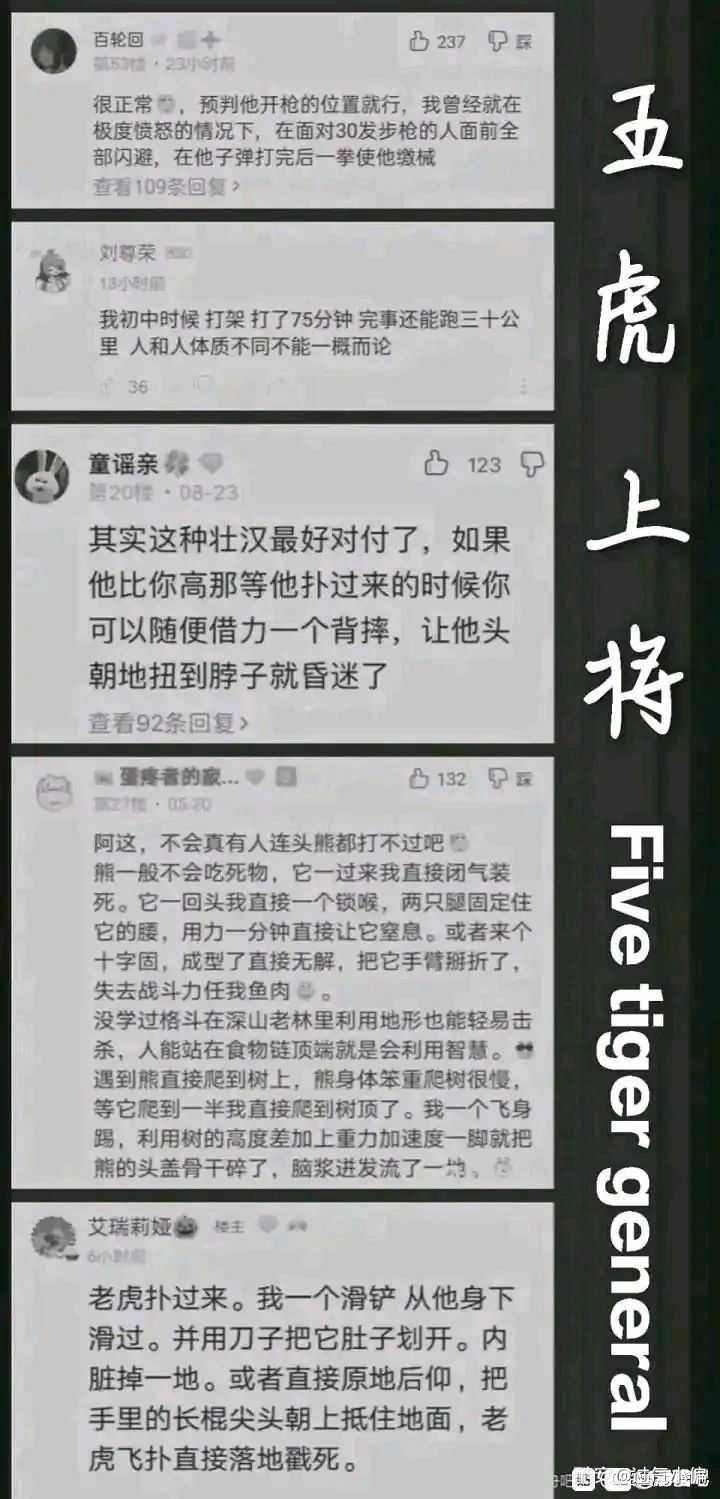 百轮回
237
踩
第53楼·23小时前
很正常，预判他开枪的位置就行，我曾经就在
极度愤怒的情况下，在面对30发步枪的人面前全
部闪避，在他子弹打完后一拳使他缴械
查看109条回复>
刘尊荣
13小时前
我初中时候 打架 打了75分钟 完事还能跑三十公
里 人和人体质不同不能一概而论
36
童谣亲
123
第20楼·08-23
其实这种壮汉最好对付了，如果
他比你高那等他扑过来的时候你
可以随便借力一个背摔，让他头
朝地扭到脖子就昏迷了
查看92条回复>
蛋疼者的寂...
132
踩
第27楼·05-20
阿这，不会真有人连头熊都打不过吧
熊一般不会吃死物，它一过来我直接闭气装
死。它一回头我直接一个锁喉，两只腿固定住
它的腰，用力一分钟直接让它窒息。或者来个
十字固，成型了直接无解，把它手臂掰折了，
失去战斗力任我鱼肉。
没学过格斗在深山老林里利用地形也能轻易击
杀，人能站在食物链顶端就是会利用智慧。
遇到熊直接爬到树上，熊身体笨重爬树很慢，
等它爬到一半我直接爬到树顶了。我一个飞身
踢，利用树的高度差加上重力加速度一脚就把
熊的头盖骨干碎了，脑浆迸发流了一地。
艾瑞莉娅
楼主
6小时前
老虎扑过来。我一个滑铲 从他身下
滑过。并用刀子把它肚子划开。内
脏掉一地。或者直接原地后仰，把
手里的长棍尖头朝上抵住地面，老
虎飞扑直接落地戳死。
五虎上将
Five tiger general